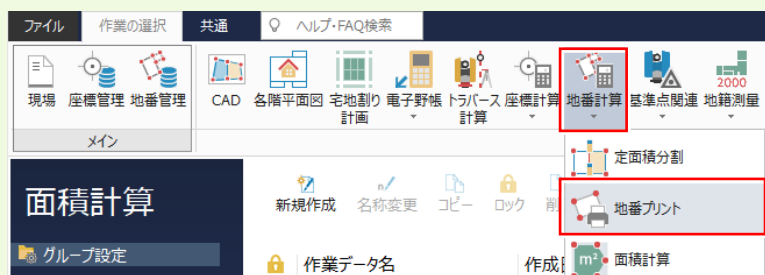 ファイル 作業の選択 共通 ヘルプ・FAQ検索
現場 座標管理 地番管理 CAD 各階平面図 宅地割り計画 電子野帳 トラバース計算 座標計算 地番計算 基準点関連 地籍測量
2000
メイン
定面積分割
面積計算
新規作成 名称変更 コピー ロック 削
地番プリント
グループ設定
作業データ名 作成日
m² 面積計算